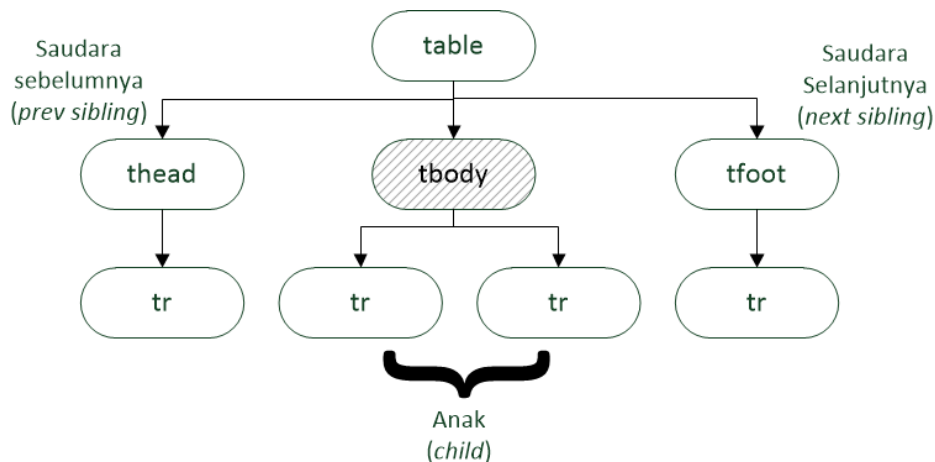 table
Saudara
sebelumnya
(prev sibling)
Saudara
Selanjutnya
(next sibling)
thead
tbody
tfoot
tr
tr
tr
tr
Anak
(child)